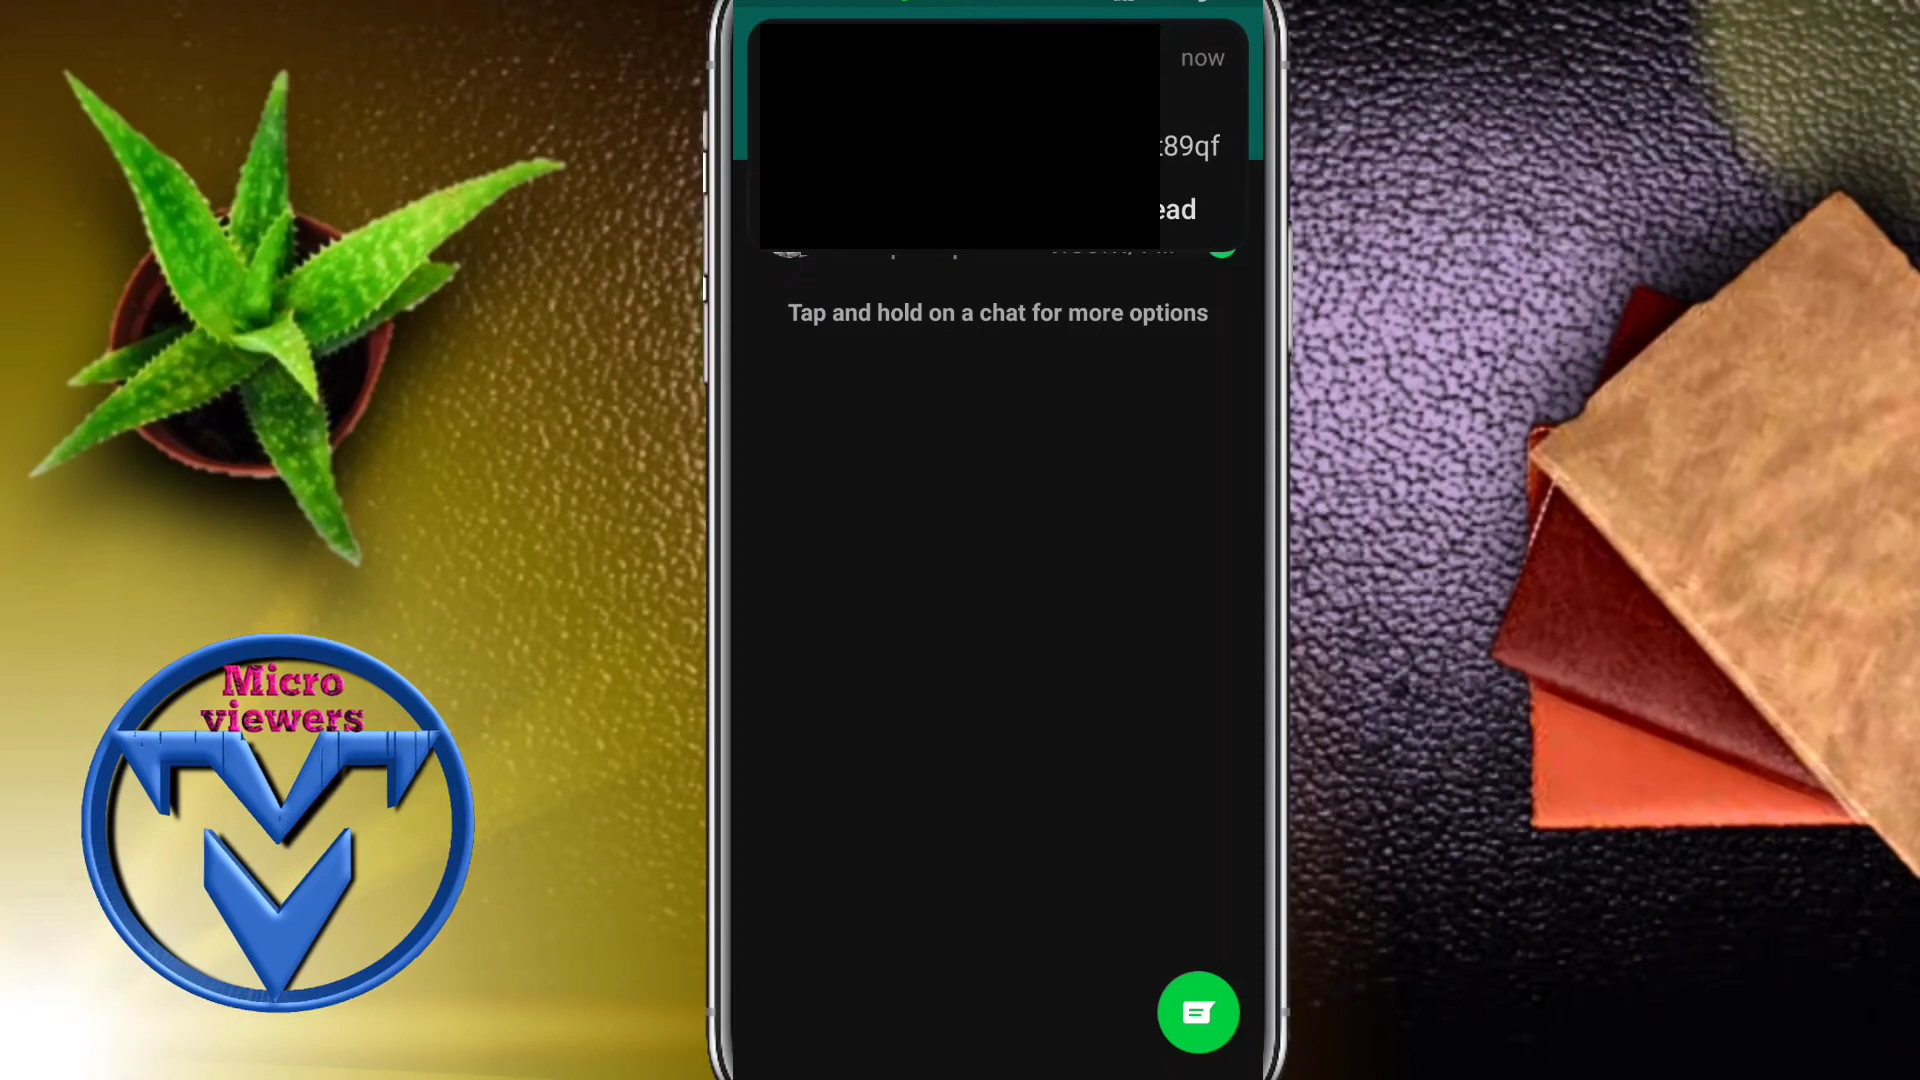 now
:89qf
ead
Tap and hold on a chat for more options
Micro
viewers